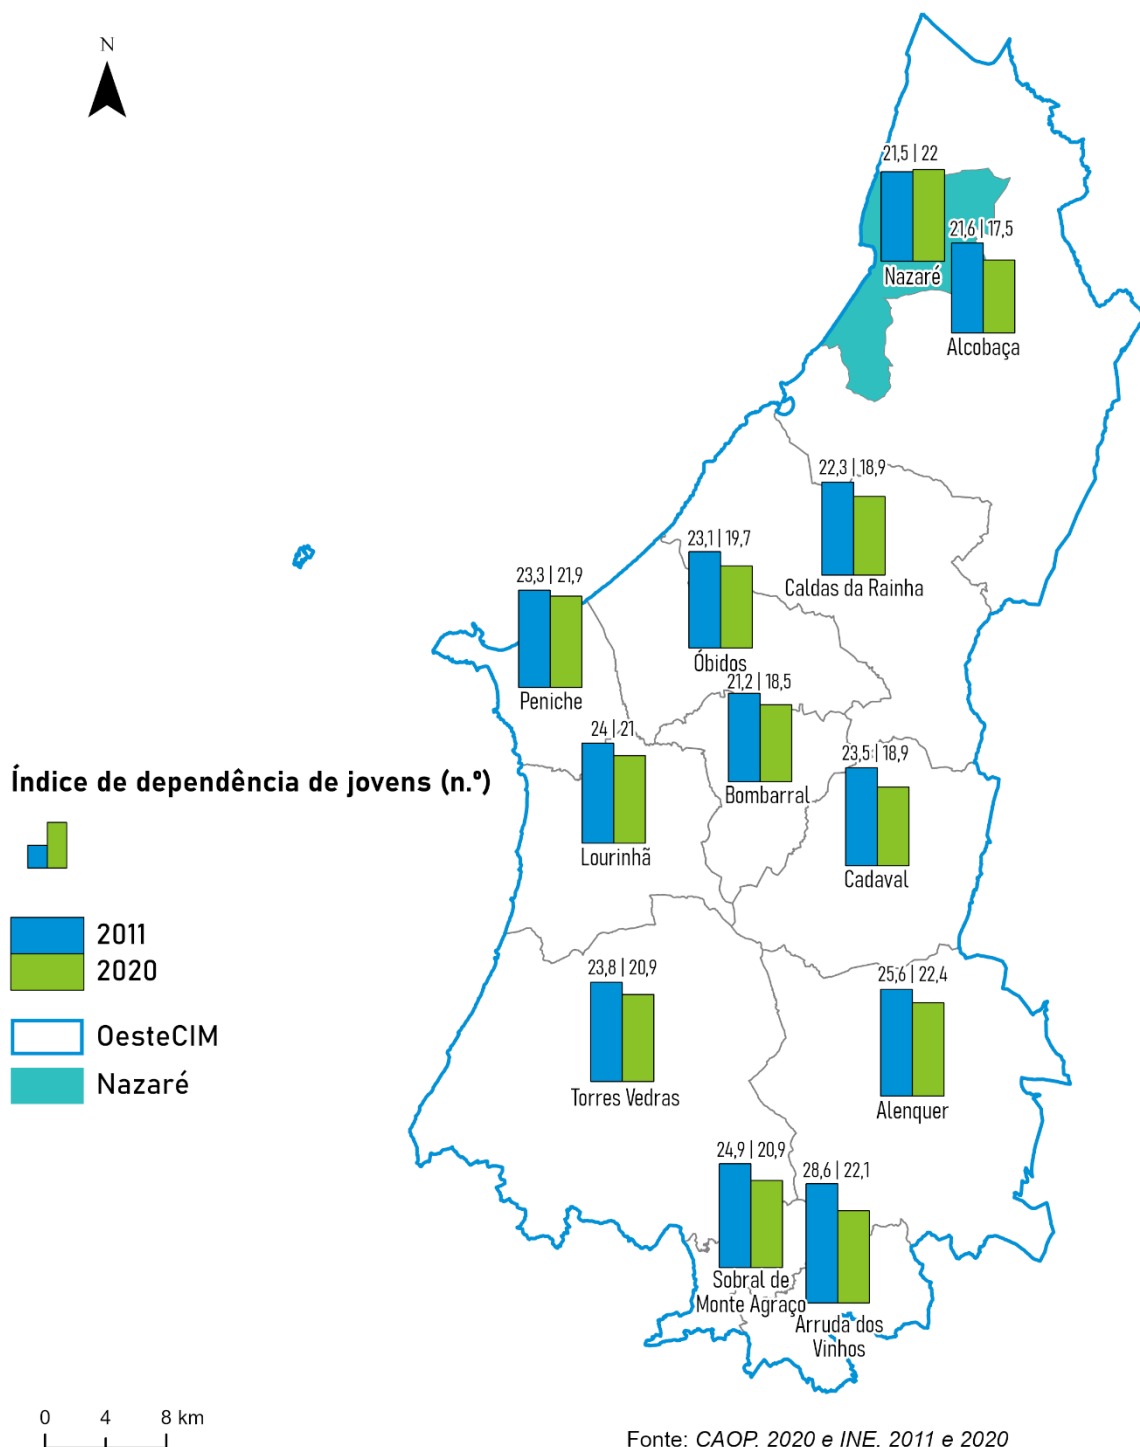 N
21,5 | 22
Nazaré
21,6 | 17,5
Alcobaça
22,3 | 18,9
Caldas da Rainha
23,1 | 19,7
Óbidos
23,3 | 21,9
Peniche
21,2 | 18,5
Bombarral
24 | 21
Lourinhã
23,5 | 18,9
Cadaval
Índice de dependência de jovens (n.º)
2011
2020
OesteCIM
Nazaré
23,8 | 20,9
Torres Vedras
25,6 | 22,4
Alenquer
24,9 | 20,9
Sobral de
Monte Agraço
28,6 | 22,1
Arruda dos
Vinhos
0 4 8 km
Fonte: CAOP, 2020 e INE, 2011 e 2020